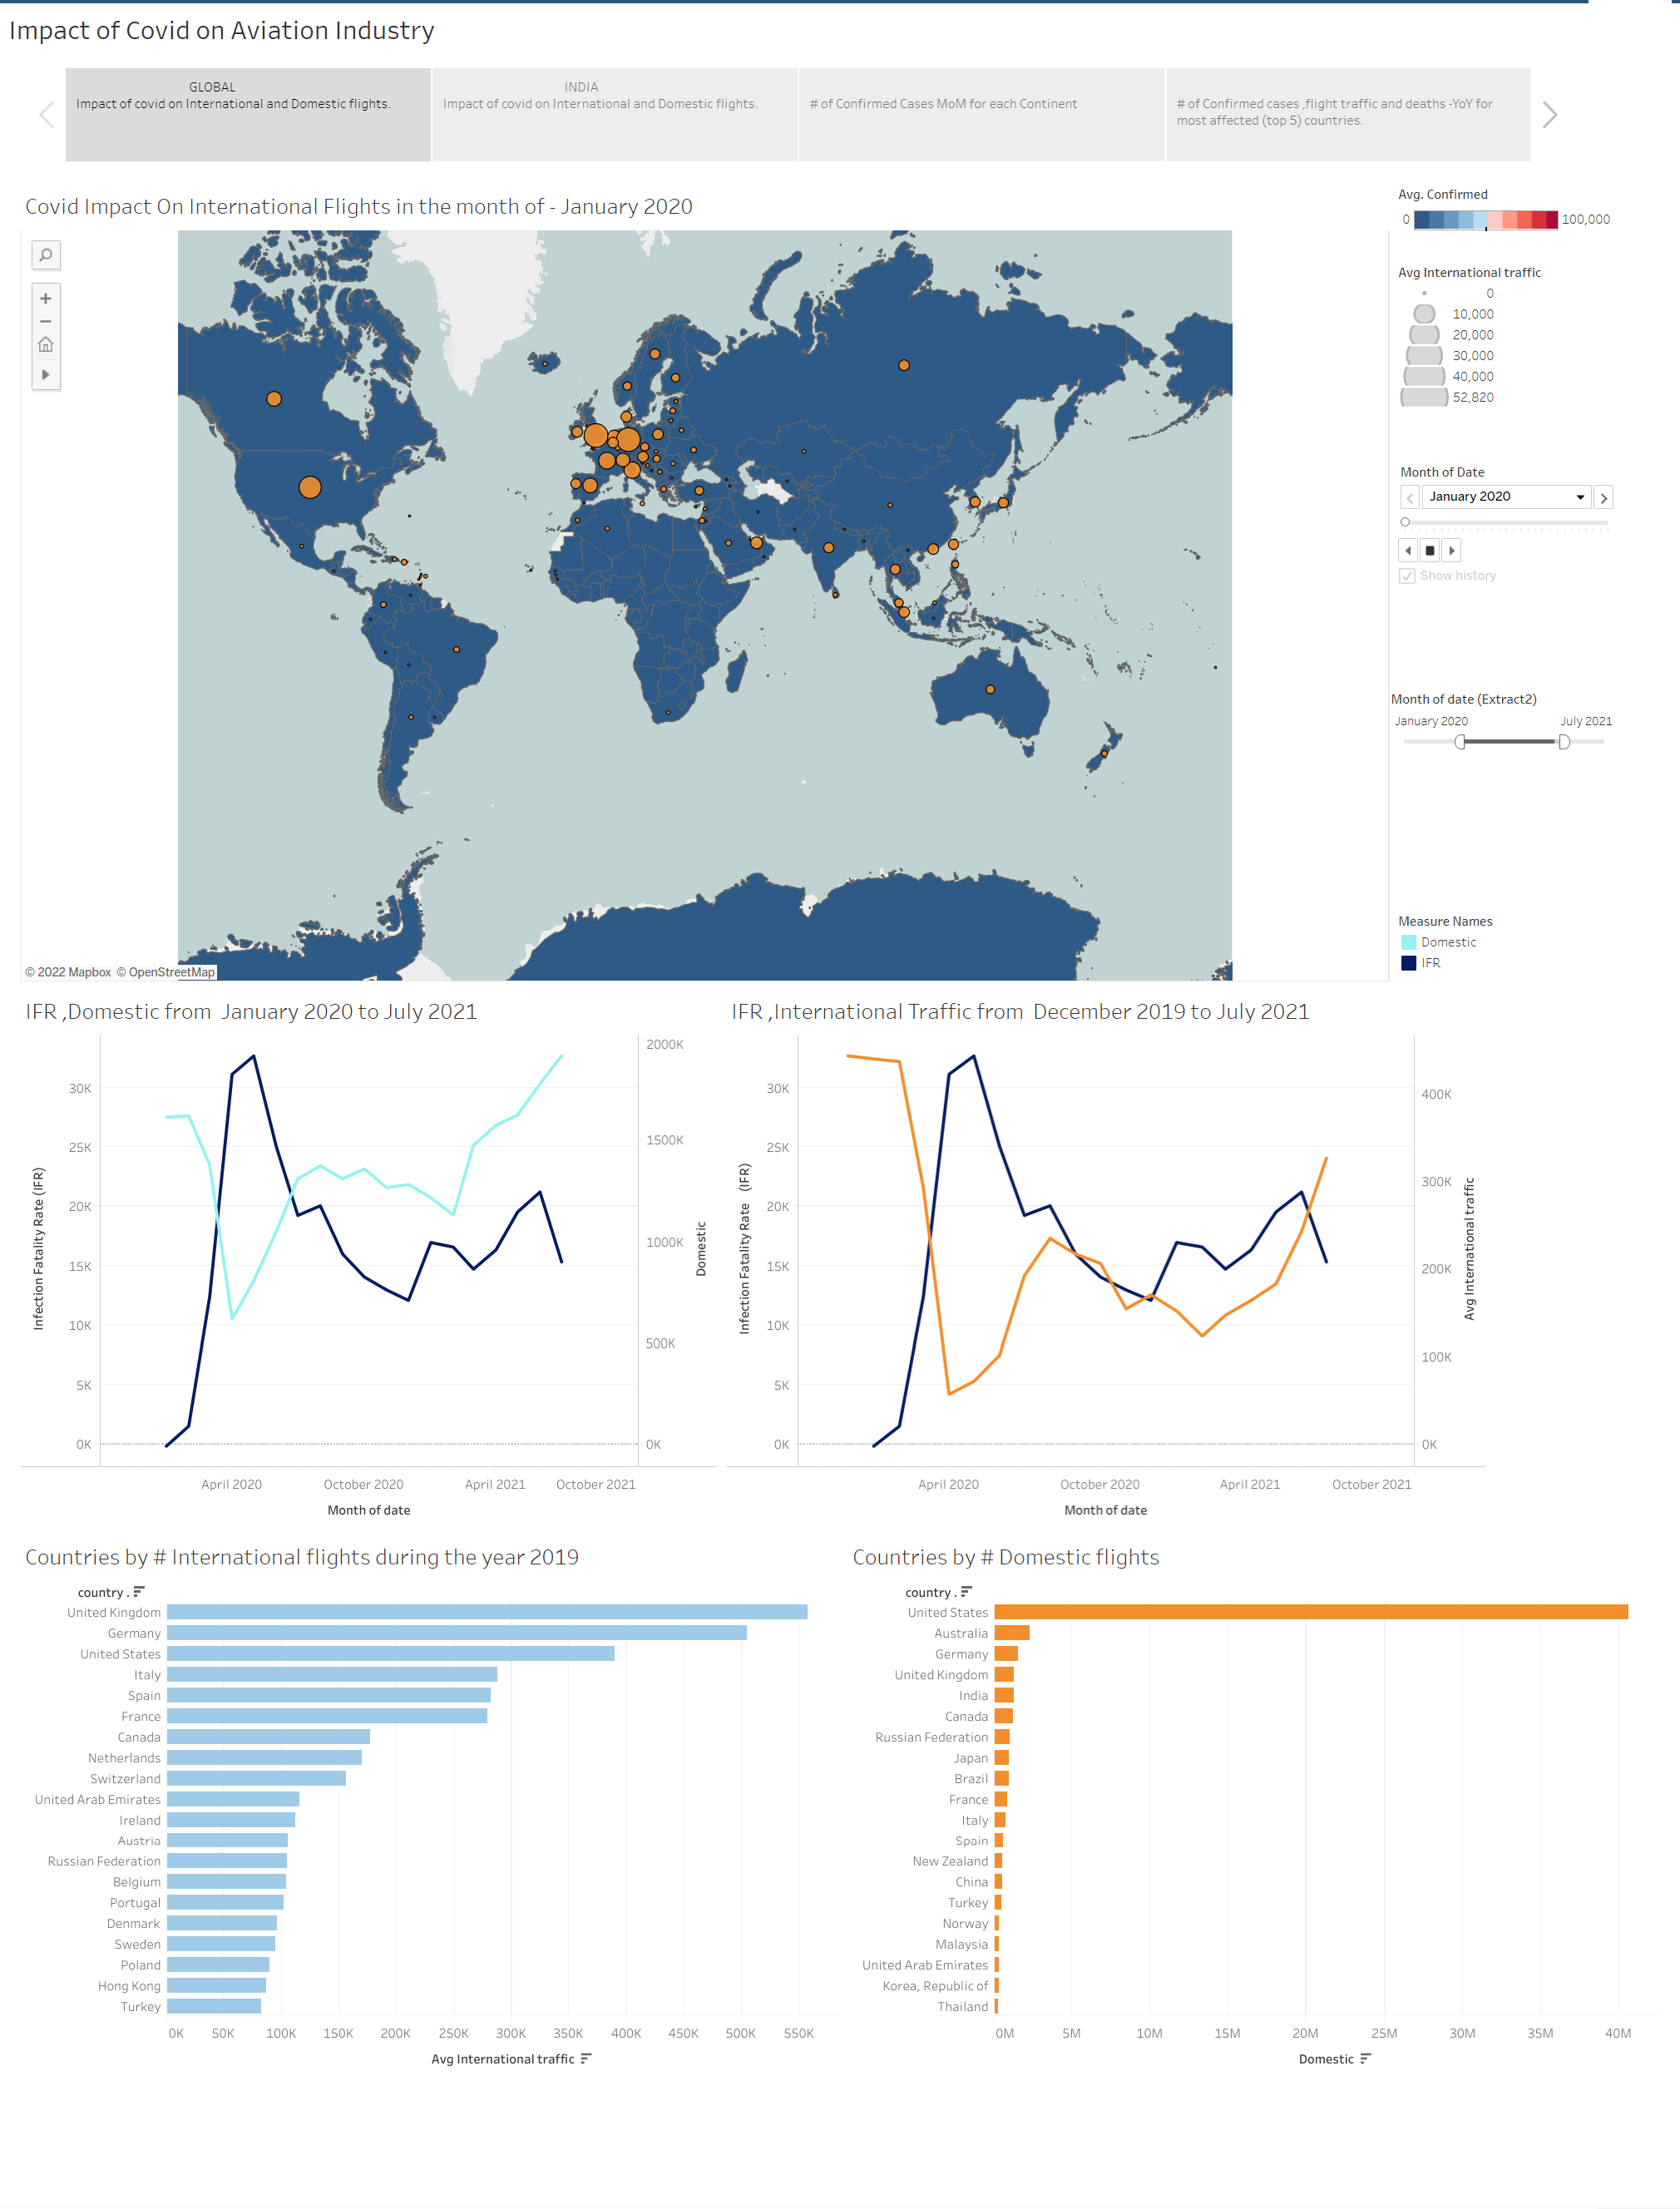 Impact of Covid on Aviation Industry
GLOBAL
Impact of covid on International and Domestic flights.
INDIA
Impact of covid on International and Domestic flights.
# of Confirmed Cases MoM for each Continent
# of Confirmed cases ,flight traffic and deaths -YoY for
most affected (top 5) countries.
Covid Impact On International Flights in the month of - January 2020
© 2022 Mapbox © OpenStreetMap
Avg. Confirmed
0 100,000
Avg International traffic
0
10,000
20,000
30,000
40,000
52,820
Month of Date
January 2020
Show history
Month of date (Extract2)
January 2020 July 2021
Measure Names
Domestic
IFR
IFR ,Domestic from January 2020 to July 2021
Infection Fatality Rate (IFR)
30K
25K
20K
15K
10K
5K
0K
2000K
1500K
1000K
500K
0K
Domestic
April 2020 October 2020 April 2021 October 2021
Month of date
IFR ,International Traffic from December 2019 to July 2021
Infection Fatality Rate (IFR)
30K
25K
20K
15K
10K
5K
0K
400K
300K
200K
100K
0K
Avg International traffic
April 2020 October 2020 April 2021 October 2021
Month of date
Countries by # International flights during the year 2019
country .
United Kingdom
Germany
United States
Italy
Spain
France
Canada
Netherlands
Switzerland
United Arab Emirates
Ireland
Austria
Russian Federation
Belgium
Portugal
Denmark
Sweden
Poland
Hong Kong
Turkey
0K 50K 100K 150K 200K 250K 300K 350K 400K 450K 500K 550K
Avg International traffic
Countries by # Domestic flights
country .
United States
Australia
Germany
United Kingdom
India
Canada
Russian Federation
Japan
Brazil
France
Italy
Spain
New Zealand
China
Turkey
Norway
Malaysia
United Arab Emirates
Korea, Republic of
Thailand
0M 5M 10M 15M 20M 25M 30M 35M 40M
Domestic